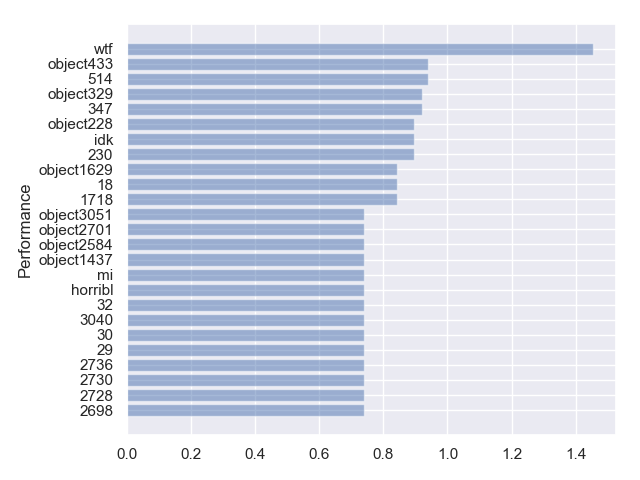 wtf
object433
514
object329
347
object228
idk
230
object1629
18
1718
object3051
object2701
object2584
object1437
mi
horribl
32
3040
30
29
2736
2730
2728
2698
Performance
0.0 0.2 0.4 0.6 0.8 1.0 1.2 1.4